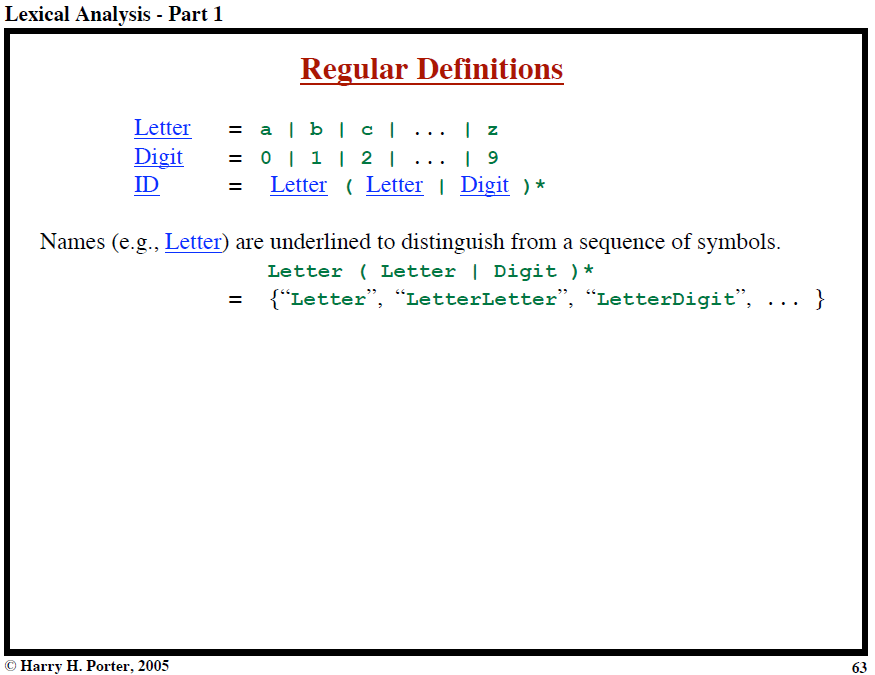 Lexical Analysis - Part 1
Regular Definitions
Letter = a | b | c | ... | z
Digit = 0 | 1 | 2 | ... | 9
ID = Letter ( Letter | Digit )*
Names (e.g., Letter) are underlined to distinguish from a sequence of symbols.
Letter ( Letter | Digit )*
= {“Letter”, “LetterLetter”, “LetterDigit”, ... }
© Harry H. Porter, 2005
63